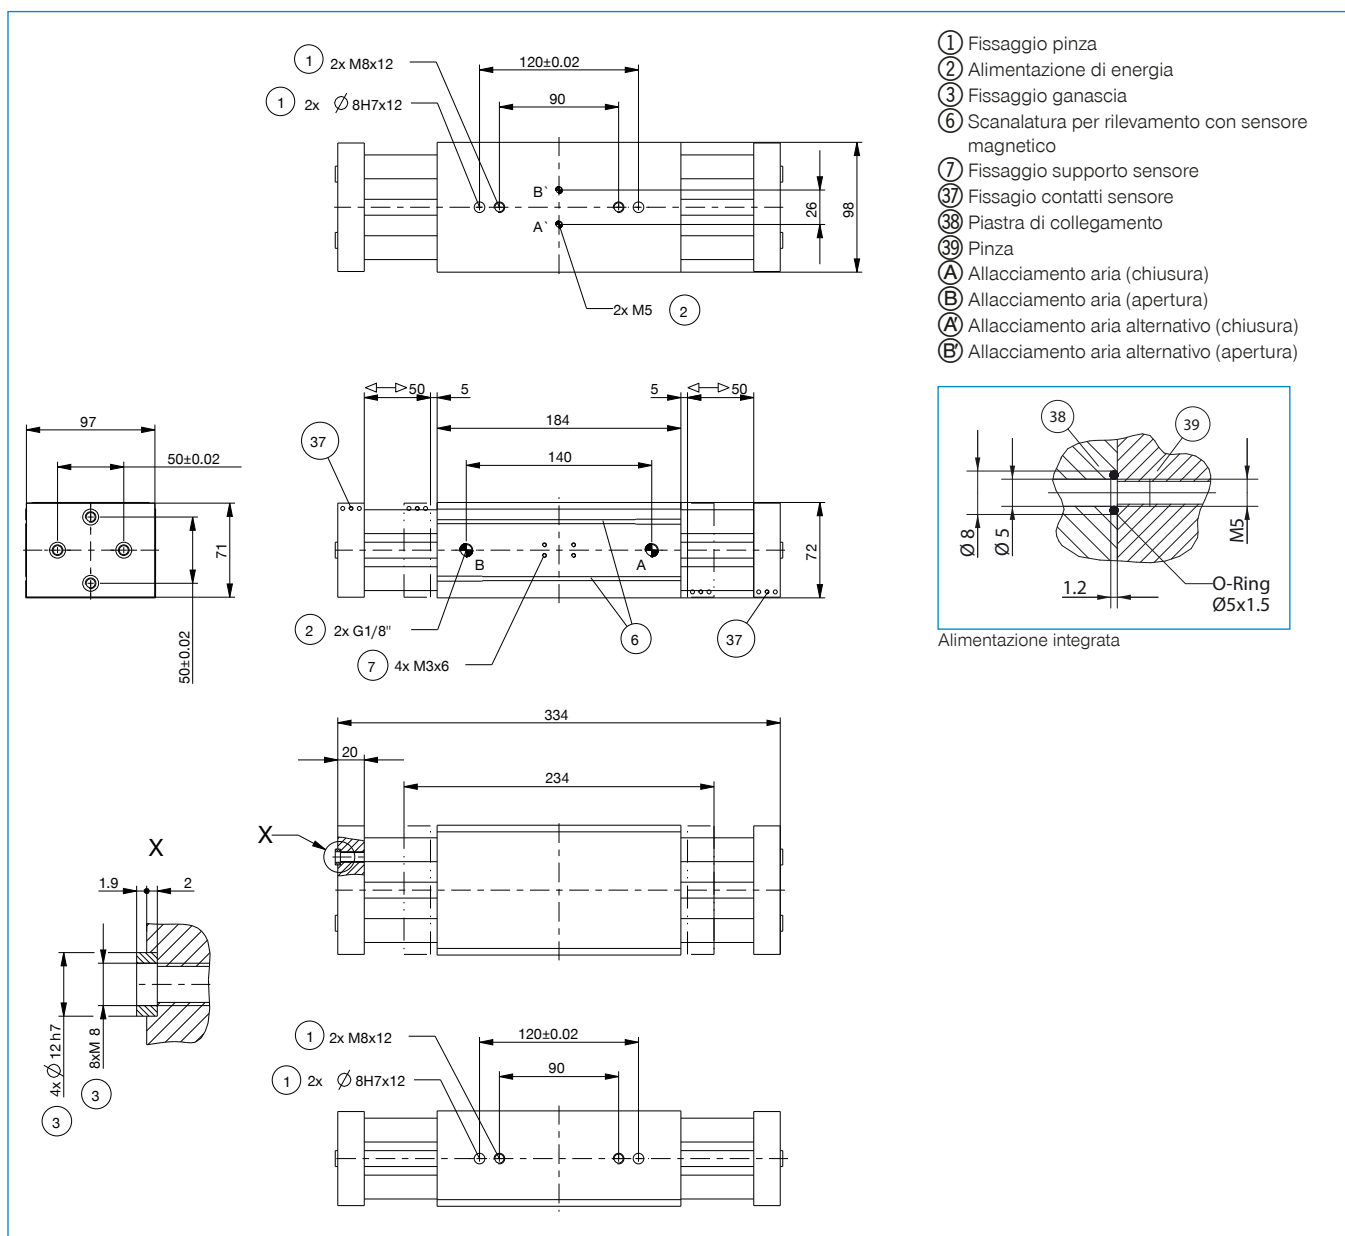 1 2x M8x12
1 2x Ø 8H7x12
120±0.02
90
B`
A`
26
98
2x M5 2
1 Fissaggio pinza
2 Alimentazione di energia
3 Fissaggio ganascia
6 Scanalatura per rilevamento con sensore
magnetico
7 Fissaggio supporto sensore
37 Fissagio contatti sensore
38 Piastra di collegamento
39 Pinza
A Allacciamento aria (chiusura)
B Allacciamento aria (apertura)
A' Allacciamento aria alternativo (chiusura)
B' Allacciamento aria alternativo (apertura)
97
50±0.02
71
50±0.02
50
5
5
50
184
140
37
B
A
72
2 2x G1/8"
7 4x M3x6
6
37
38
39
Ø 8
Ø 5
M5
1.2
O-Ring
Ø5x1.5
Alimentazione integrata
334
20
234
X
X
1.9
2
4x Ø 12 h7
8xM 8
3
3
1 2x M8x12
1 2x Ø 8H7x12
120±0.02
90